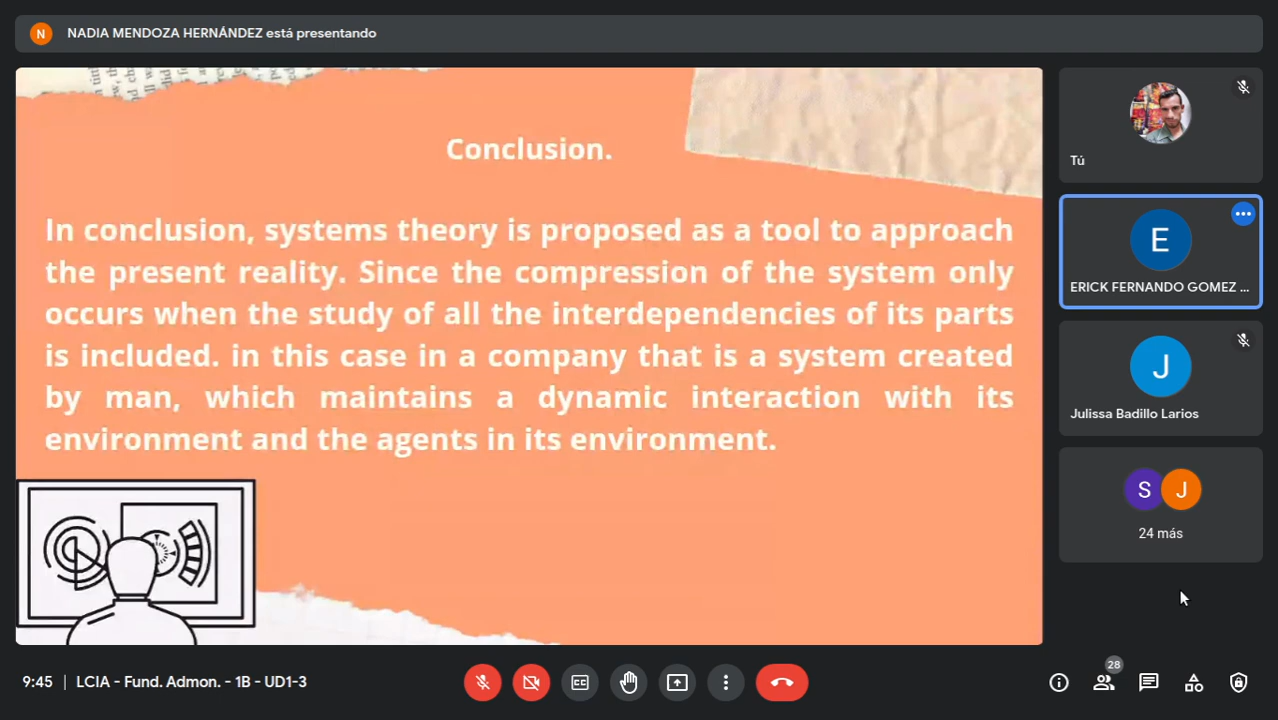 N
NADIA MENDOZA HERNÁNDEZ está presentando
Conclusion.
In conclusion, systems theory is proposed as a tool to approach
the present reality. Since the compression of the system only
occurs when the study of all the interdependencies of its parts
is included. in this case in a company that is a system created
by man, which maintains a dynamic interaction with its
environment and the agents in its environment.
Tú
E
ERICK FERNANDO GOMEZ ...
J
Julissa Badillo Larios
S J
24 más
9:45 | LCIA - Fund. Admon. - 1B - UD1-3
CC
28